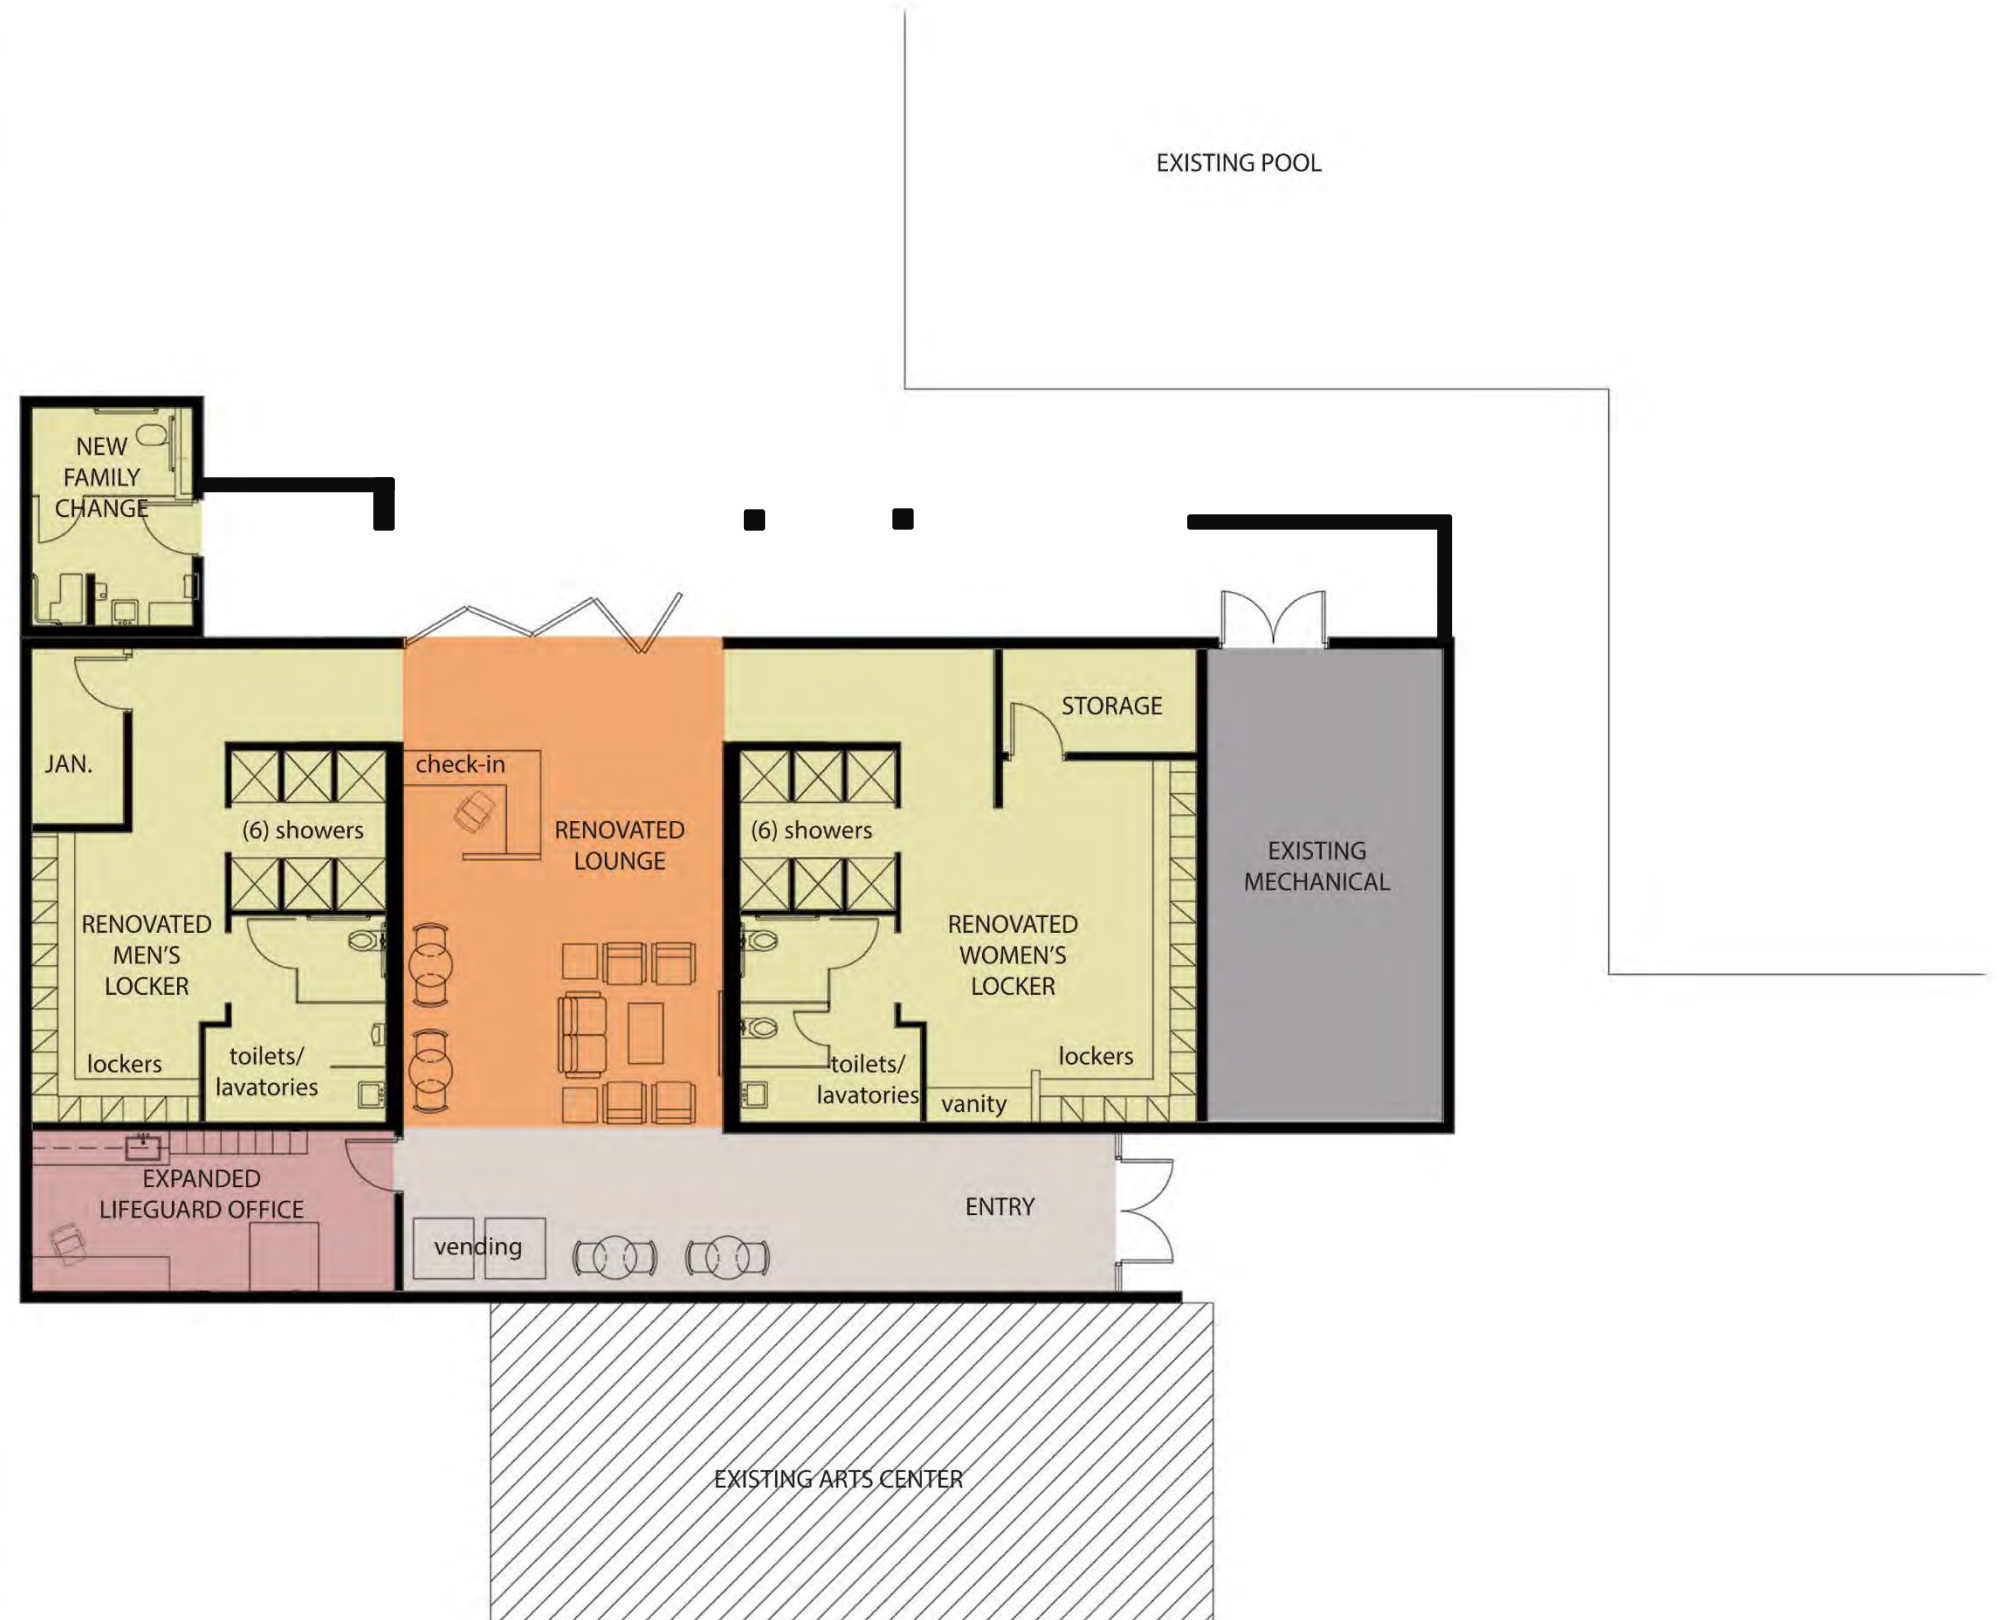 EXISTING POOL
NEW
FAMILY
CHANGE
STORAGE
JAN.
check-in
(6) showers
RENOVATED
LOUNGE
(6) showers
EXISTING
MECHANICAL
RENOVATED
MEN'S
LOCKER
RENOVATED
WOMEN'S
LOCKER
lockers
toilets/
lavatories
toilets/
lavatories
lockers
vanity
EXPANDED
LIFEGUARD OFFICE
ENTRY
vending
EXISTING ARTS CENTER